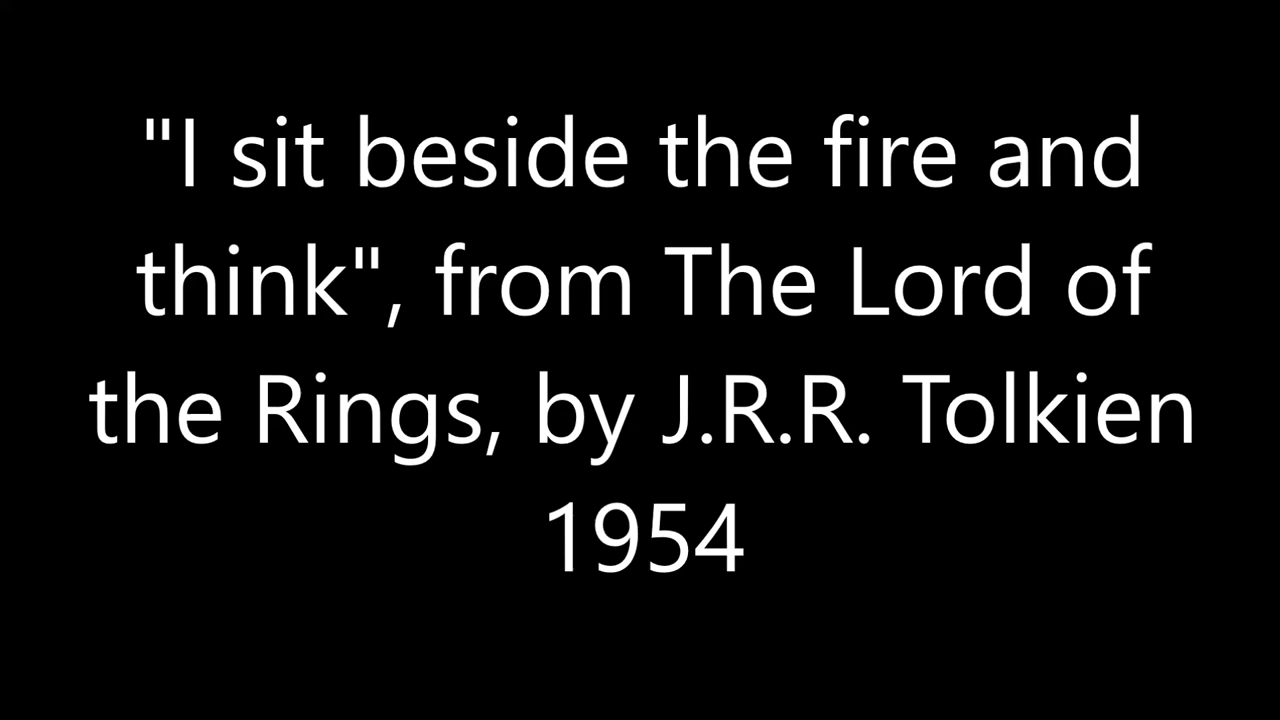 "I sit beside the fire and
think", from The Lord of
the Rings, by J.R.R. Tolkien
1954